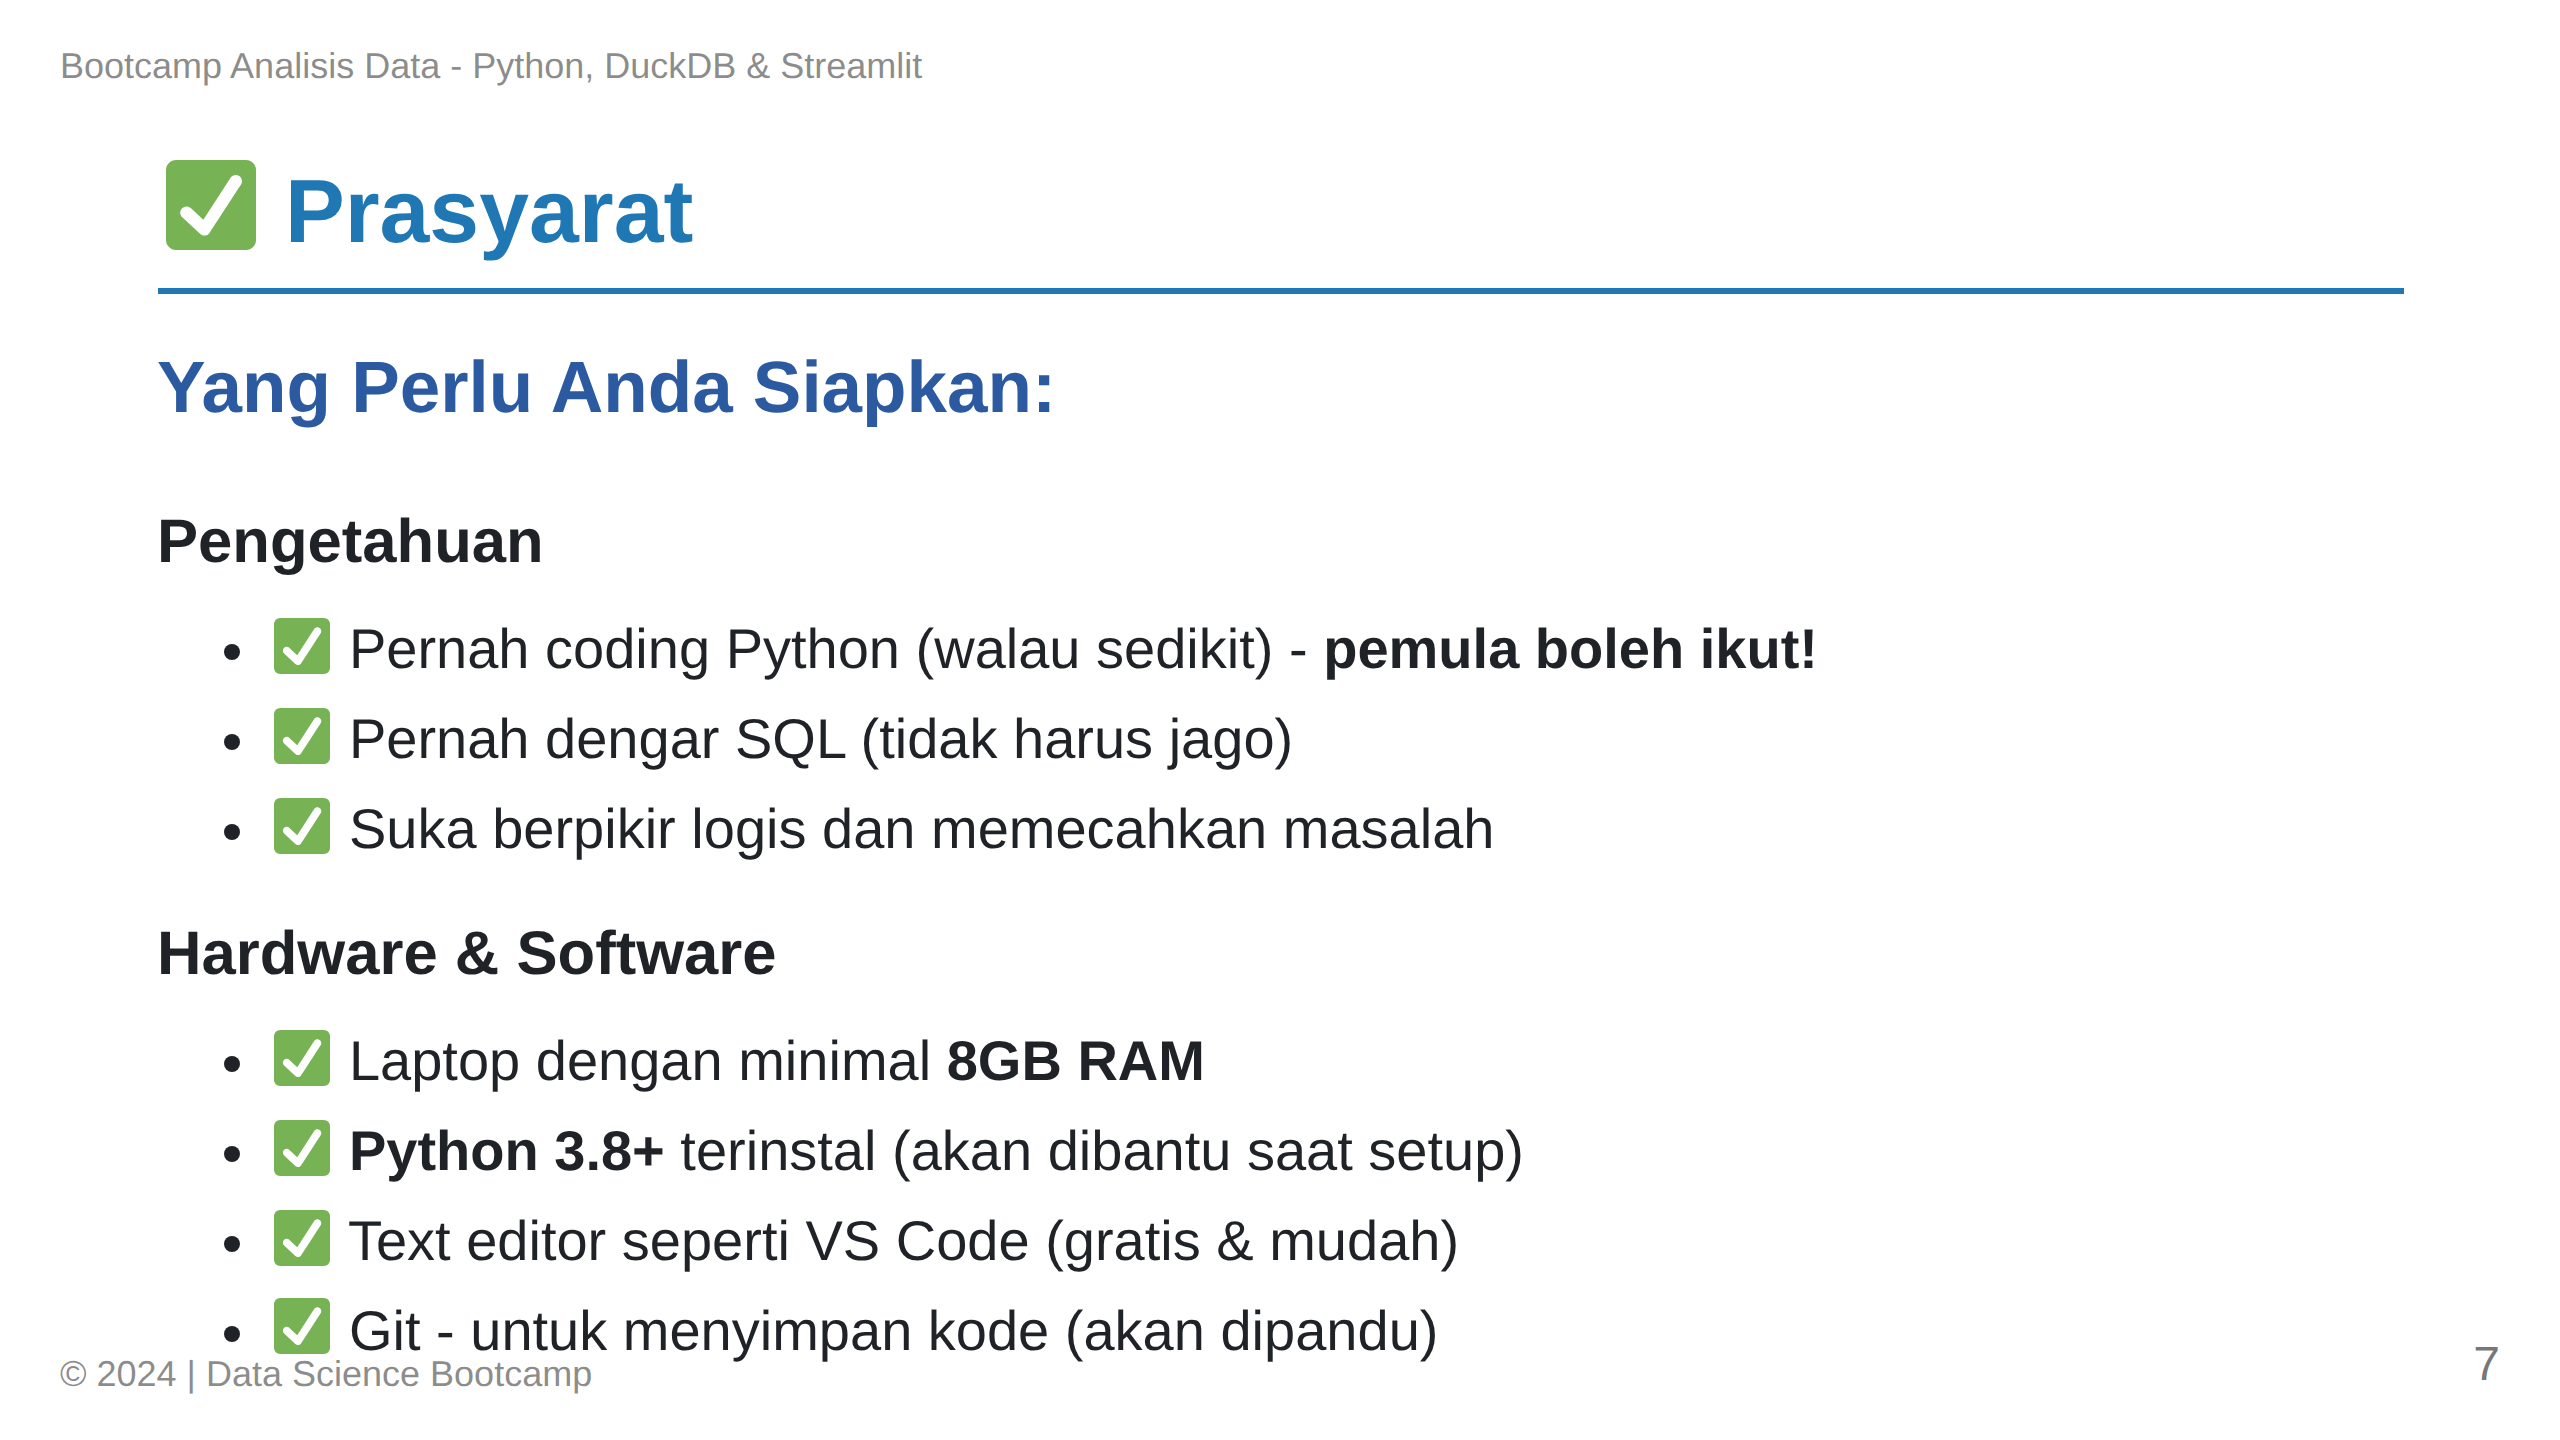 Bootcamp Analisis Data - Python, DuckDB & Streamlit
✅ Prasyarat
Yang Perlu Anda Siapkan:
Pengetahuan
• ✅ Pernah coding Python (walau sedikit) - pemula boleh ikut!
• ✅ Pernah dengar SQL (tidak harus jago)
• ✅ Suka berpikir logis dan memecahkan masalah
Hardware & Software
• ✅ Laptop dengan minimal 8GB RAM
• ✅ Python 3.8+ terinstal (akan dibantu saat setup)
• ✅ Text editor seperti VS Code (gratis & mudah)
• ✅ Git - untuk menyimpan kode (akan dipandu)
© 2024 | Data Science Bootcamp
7